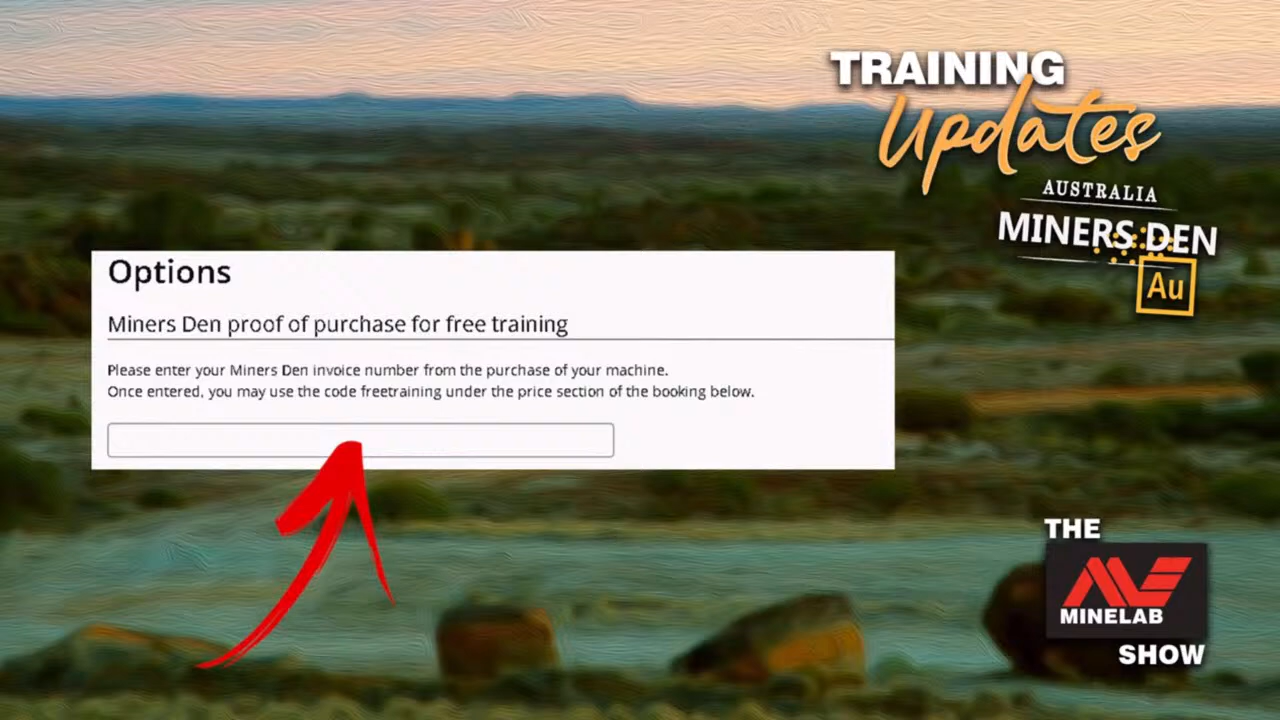 TRAINING
Updates
AUSTRALIA
MINERS DEN
Au
Options
Miners Den proof of purchase for free training
Please enter your Miners Den invoice number from the purchase of your machine.
Once entered, you may use the code freetraining under the price section of the booking below.
THE
MINELAB
SHOW